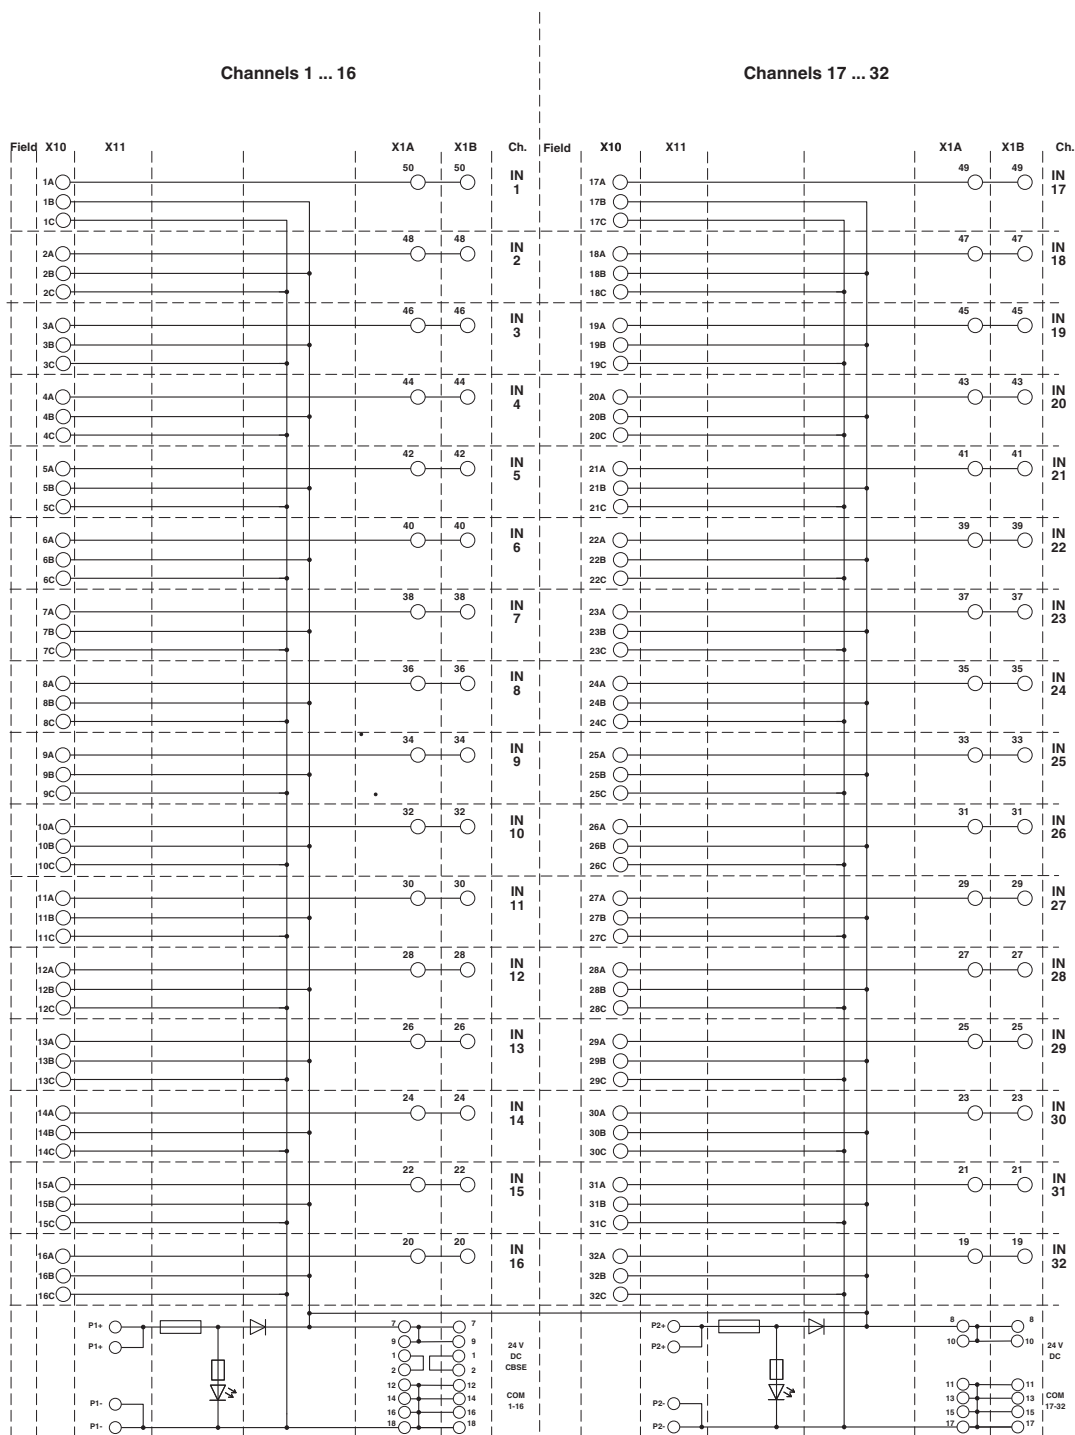 Channels 1 ... 16
Channels 17 ... 32
Field X10 X11 X1A X1B Ch. Field X10 X11 X1A X1B Ch.
1A 50 50 IN 1 17A 49 49 IN 17
1B 17B
1C 17C
2A 48 48 IN 2 18A 47 47 IN 18
2B 18B
2C 18C
3A 46 46 IN 3 19A 45 45 IN 19
3B 19B
3C 19C
4A 44 44 IN 4 20A 43 43 IN 20
4B 20B
4C 20C
5A 42 42 IN 5 21A 41 41 IN 21
5B 21B
5C 21C
6A 40 40 IN 6 22A 39 39 IN 22
6B 22B
6C 22C
7A 38 38 IN 7 23A 37 37 IN 23
7B 23B
7C 23C
8A 36 36 IN 8 24A 35 35 IN 24
8B 24B
8C 24C
9A 34 34 IN 9 25A 33 33 IN 25
9B 25B
9C 25C
10A 32 32 IN 10 26A 31 31 IN 26
10B 26B
10C 26C
11A 30 30 IN 11 27A 29 29 IN 27
11B 27B
11C 27C
12A 28 28 IN 12 28A 27 27 IN 28
12B 28B
12C 28C
13A 26 26 IN 13 29A 25 25 IN 29
13B 29B
13C 29C
14A 24 24 IN 14 30A 23 23 IN 30
14B 30B
14C 30C
15A 22 22 IN 15 31A 21 21 IN 31
15B 31B
15C 31C
16A 20 20 IN 16 32A 19 19 IN 32
16B 32B
16C 32C
P1+ 7 7 P2+ 8 8
P1+ 9 9 24 V P2+ 10 10 24 V
1 1 DC DC
2 2 CBSE
12 12 11 11
14 14 COM 13 13 COM
P1- 16 16 1-16 P2- 15 15 17-32
P1- 18 18 P2- 17 17